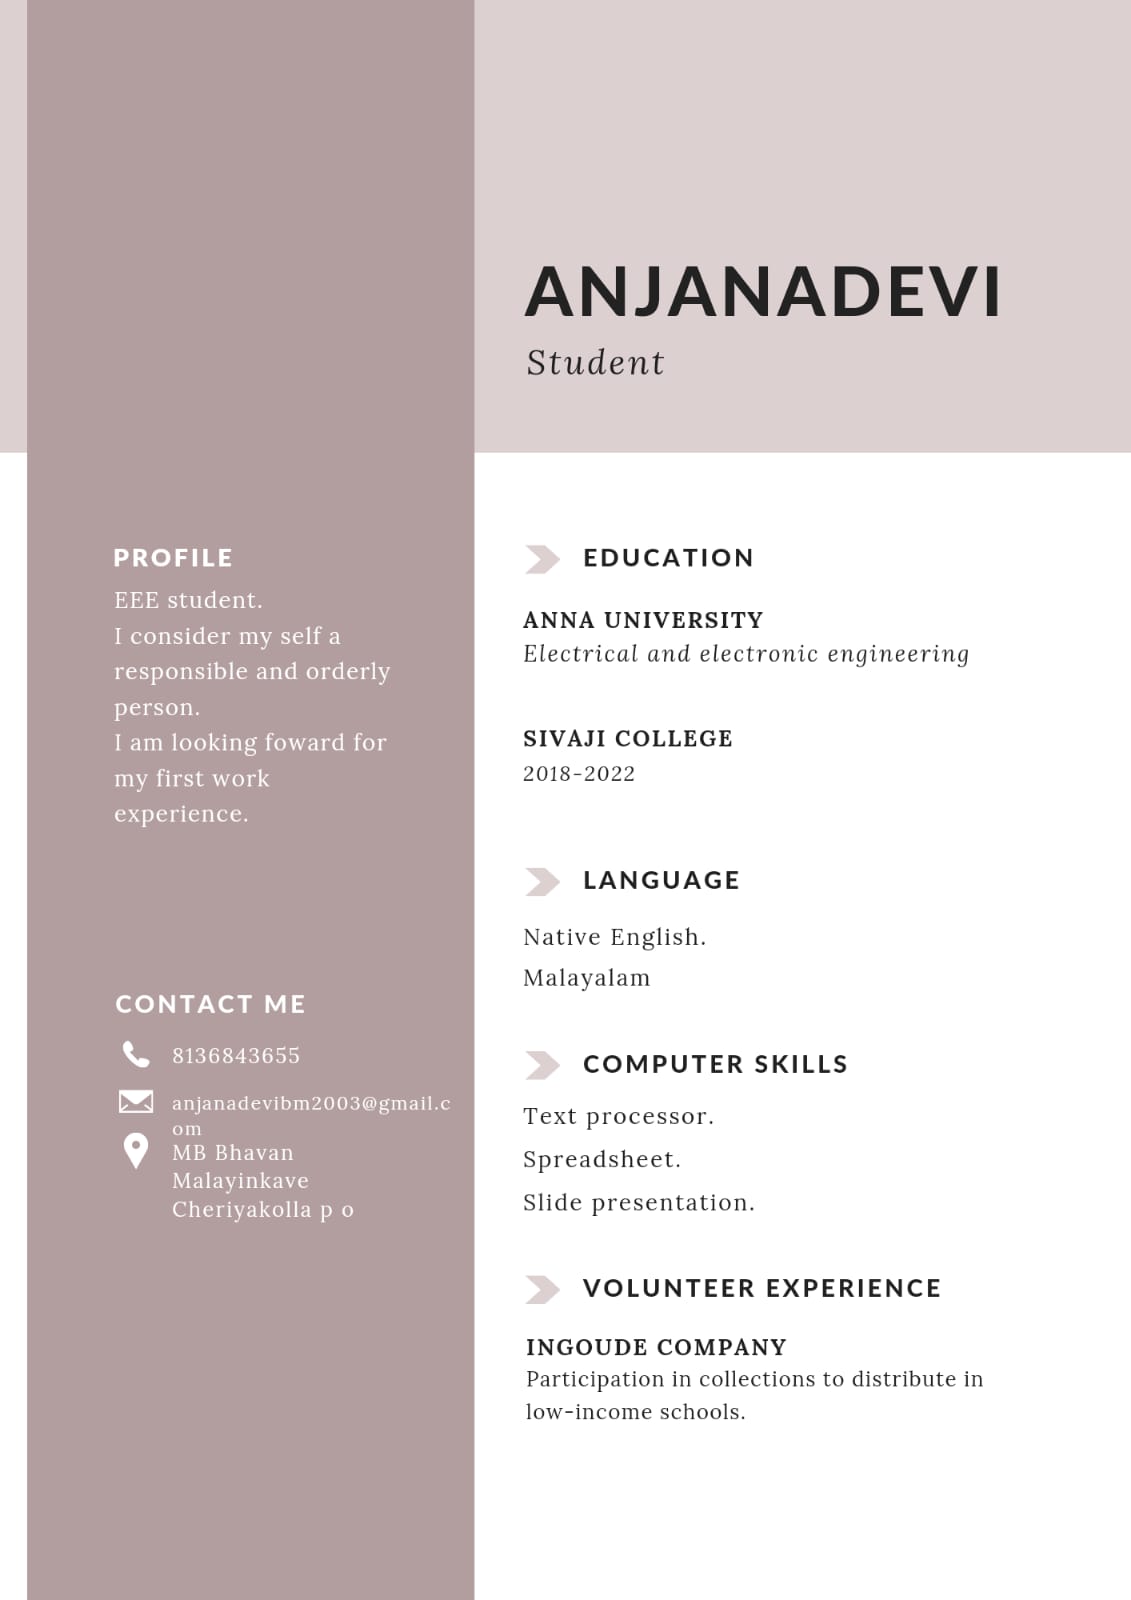 ANJANADEVI
Student
PROFILE
EEE student.
I consider my self a
responsible and orderly
person.
I am looking foward for
my first work
experience.
CONTACT ME
8136843655
anjanadevibm2003@gmail.c
om
MB Bhavan
Malayinkave
Cheriyakolla p o
EDUCATION
ANNA UNIVERSITY
Electrical and electronic engineering
SIVAJI COLLEGE
2018-2022
LANGUAGE
Native English.
Malayalam
COMPUTER SKILLS
Text processor.
Spreadsheet.
Slide presentation.
VOLUNTEER EXPERIENCE
INGOUDE COMPANY
Participation in collections to distribute in
low-income schools.